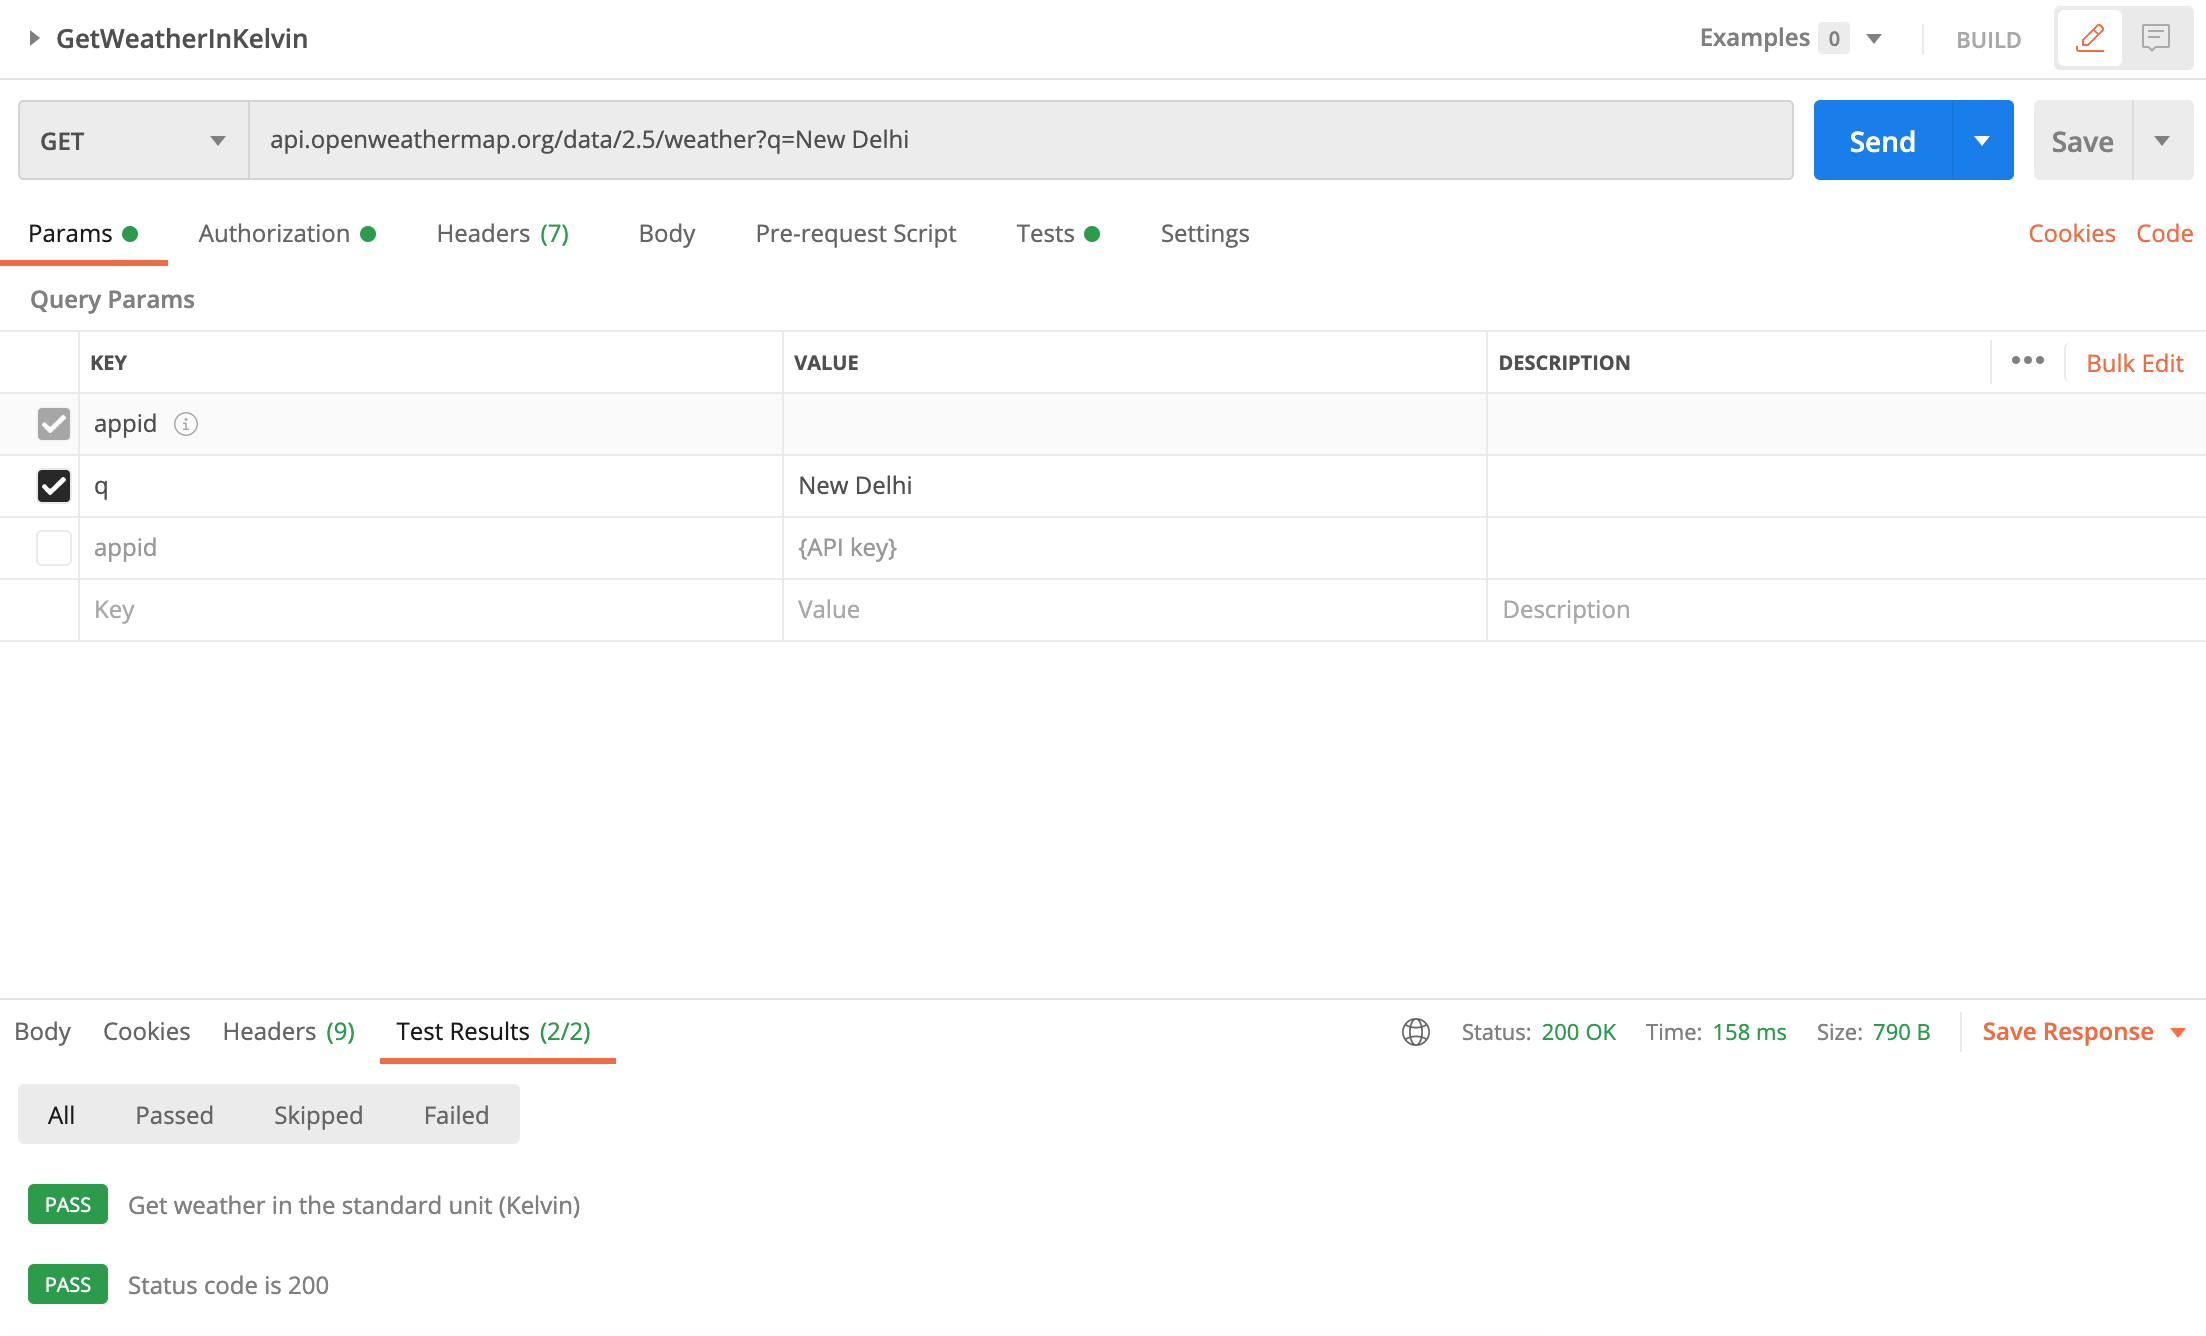 GetWeatherInKelvin
Examples 0
BUILD
GET
api.openweathermap.org/data/2.5/weather?q=New Delhi
Send
Save
Params
Authorization
Headers (7)
Body
Pre-request Script
Tests
Settings
Cookies
Code
Query Params
KEY
VALUE
DESCRIPTION
Bulk Edit
appid
q
New Delhi
appid
{API key}
Key
Value
Description
Body
Cookies
Headers (9)
Test Results (2/2)
Status: 200 OK
Time: 158 ms
Size: 790 B
Save Response
All
Passed
Skipped
Failed
PASS
Get weather in the standard unit (Kelvin)
PASS
Status code is 200